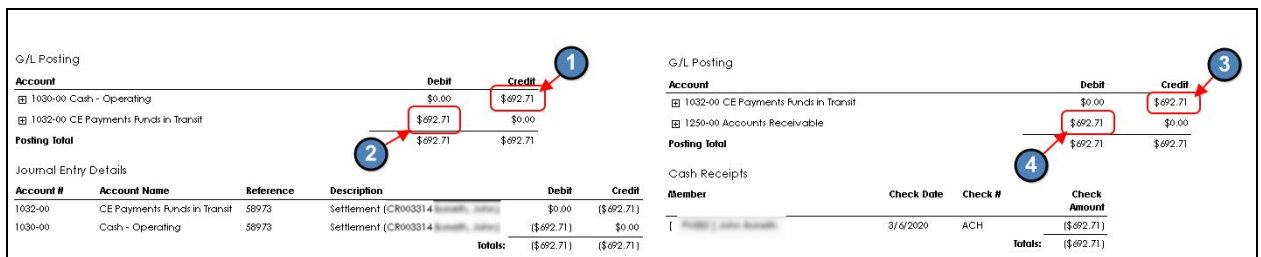 G/L Posting
Account Debit Credit
1030-00 Cash - Operating $0.00 $692.71
1032-00 CE Payments Funds in Transit $692.71 $0.00
Posting Total $692.71 $692.71
1
2
Journal Entry Details
Account # Account Name Reference Description Debit Credit
1032-00 CE Payments Funds in Transit 58973 Settlement (CR003314 $0.00 ($692.71)
1030-00 Cash - Operating 58973 Settlement (CR003314 ($692.71) $0.00
Totals: ($692.71) ($692.71)
G/L Posting
Account Debit Credit
1032-00 CE Payments Funds in Transit $0.00 $692.71
1250-00 Accounts Receivable $692.71 $0.00
Posting Total $692.71 $692.71
3
4
Cash Receipts
Member Check Date Check # Check
Amount
[ 3/6/2020 ACH ($692.71)
Totals: ($692.71)